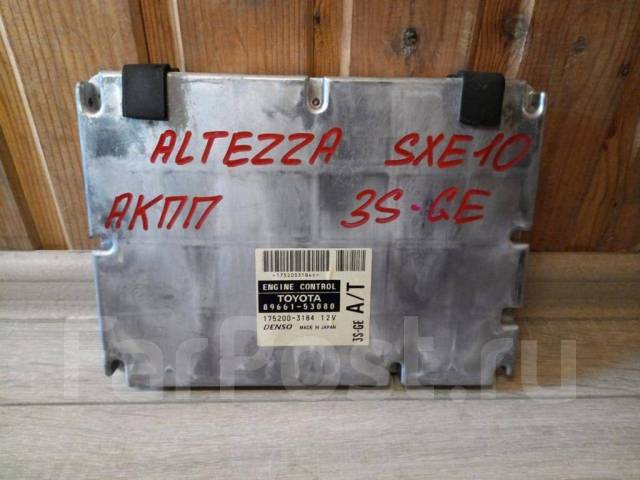 ALTEZZA SXE10
АКПП 3S-GE
*1752003184*
ENGINE CONTROL
TOYOTA
89661-53080
175200-3184 12V
DENSO MADE IN JAPAN
3S-GE A/T
FarPost.ru